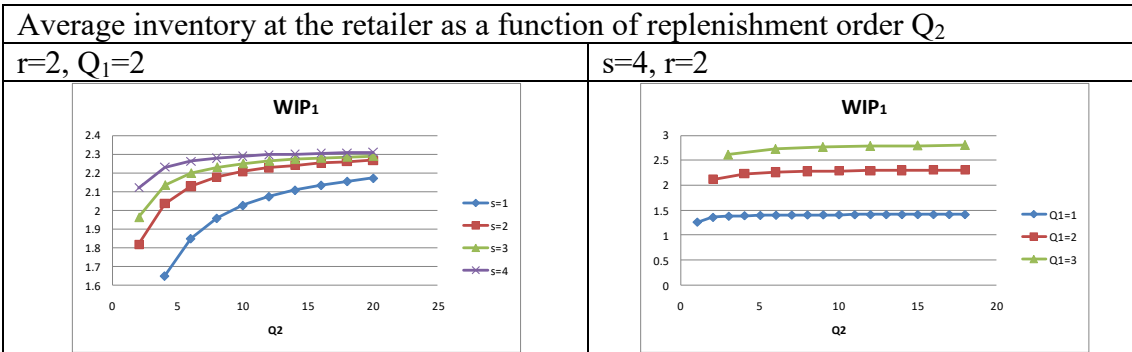 Average inventory at the retailer as a function of replenishment order Q₂
r=2, Q₁=2
s=4, r=2
WIP₁
2.4
2.3
2.2
2.1
2
1.9
1.8
1.7
1.6
0 5 10 15 20 25
Q2
s=1
s=2
s=3
s=4
WIP₁
3
2.5
2
1.5
1
0.5
0
0 5 10 15 20
Q2
Q1=1
Q1=2
Q1=3